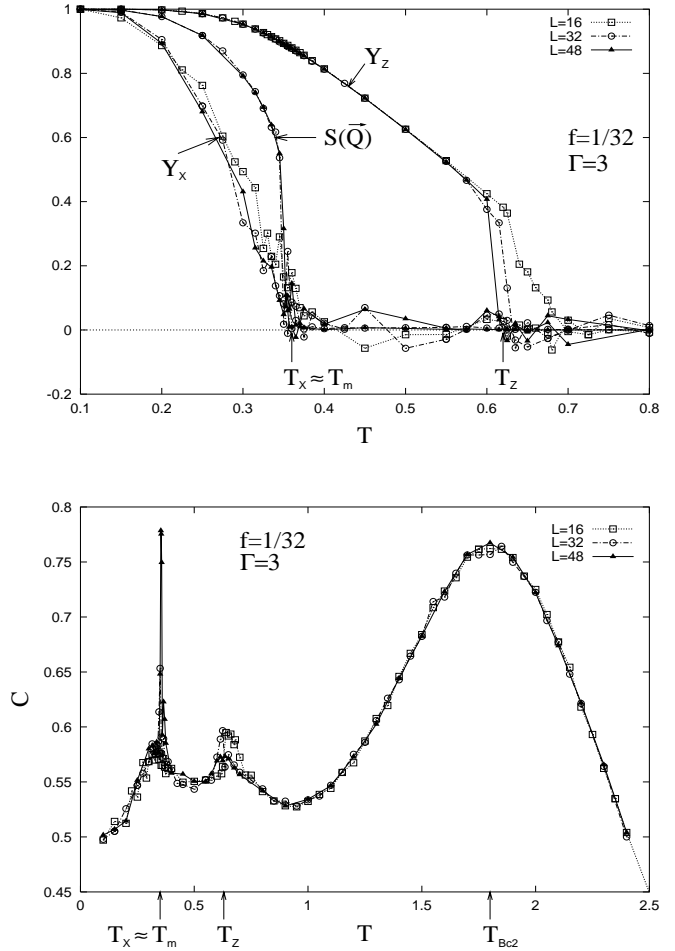 1
0.8
0.6
0.4
0.2
0
-0.2
0.1 0.2 0.3 0.4 0.5 0.6 0.7 0.8
T
L=16
L=32
L=48
Y_Z
S(Q⃗)
Y_X
f=1/32
Γ=3
T_X ≈ T_m
T_Z
0.8
0.75
0.7
0.65
0.6
0.55
0.5
0.45
C
f=1/32
Γ=3
L=16
L=32
L=48
0 0.5 1 1.5 2 2.5
T_X ≈ T_m
T_Z
T
T_Bc2